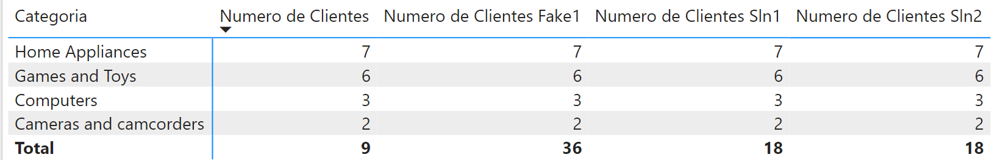 Categoria Numero de Clientes Numero de Clientes Fake1 Numero de Clientes Sln1 Numero de Clientes Sln2
Home Appliances 7 7 7 7
Games and Toys 6 6 6 6
Computers 3 3 3 3
Cameras and camcorders 2 2 2 2
Total 9 36 18 18